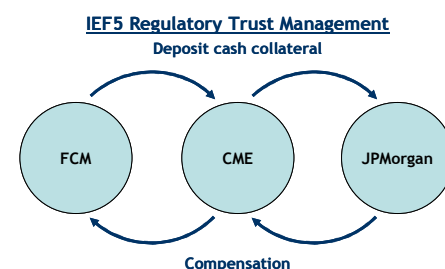 IEF5 Regulatory Trust Management
Deposit cash collateral
FCM
CME
JPMorgan
Compensation